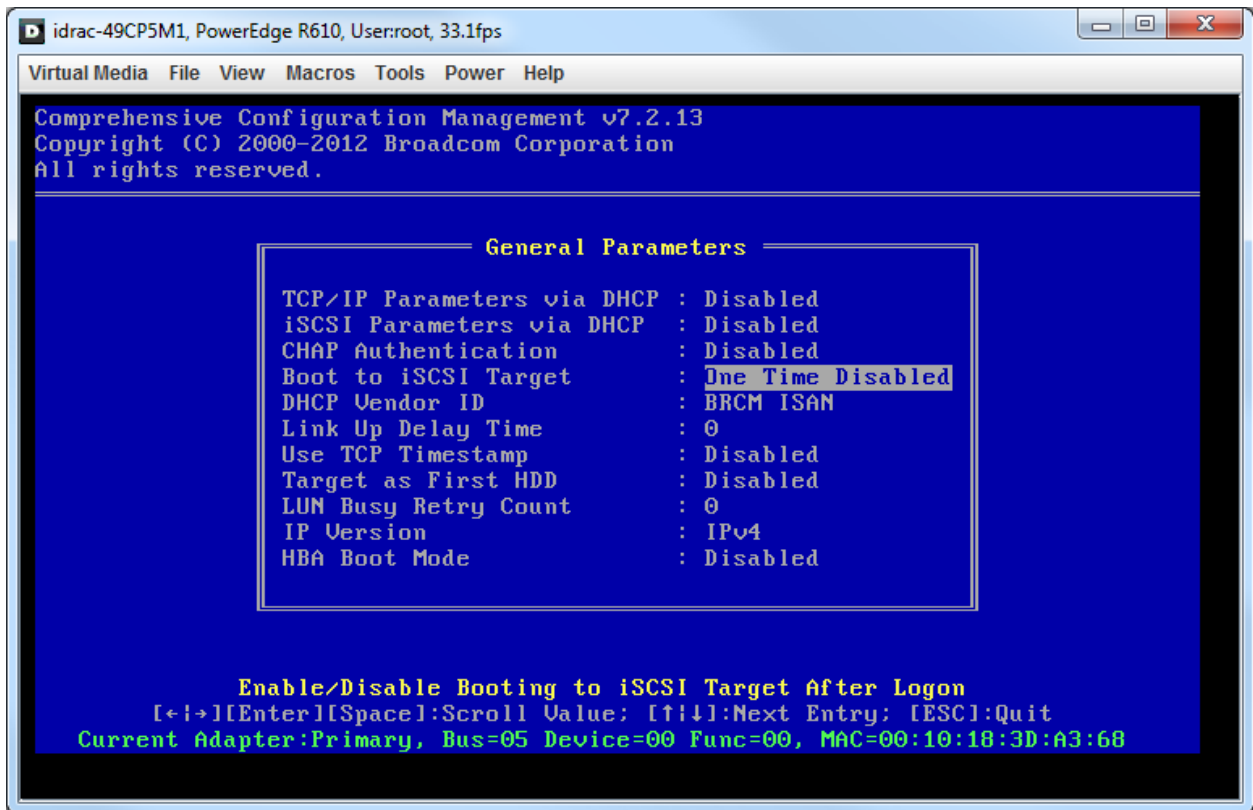 idrac-49CP5M1, PowerEdge R610, User:root, 33.1fps
Virtual Media File View Macros Tools Power Help
Comprehensive Configuration Management v7.2.13
Copyright (C) 2000-2012 Broadcom Corporation
All rights reserved.
General Parameters
TCP/IP Parameters via DHCP : Disabled
iSCSI Parameters via DHCP : Disabled
CHAP Authentication : Disabled
Boot to iSCSI Target : One Time Disabled
DHCP Vendor ID : BRCM ISAN
Link Up Delay Time : 0
Use TCP Timestamp : Disabled
Target as First HDD : Disabled
LUN Busy Retry Count : 0
IP Version : IPv4
HBA Boot Mode : Disabled
Enable/Disable Booting to iSCSI Target After Logon
[←|→][Enter][Space]:Scroll Value; [↑|↓]:Next Entry; [ESC]:Quit
Current Adapter:Primary, Bus=05 Device=00 Func=00, MAC=00:10:18:3D:A3:68